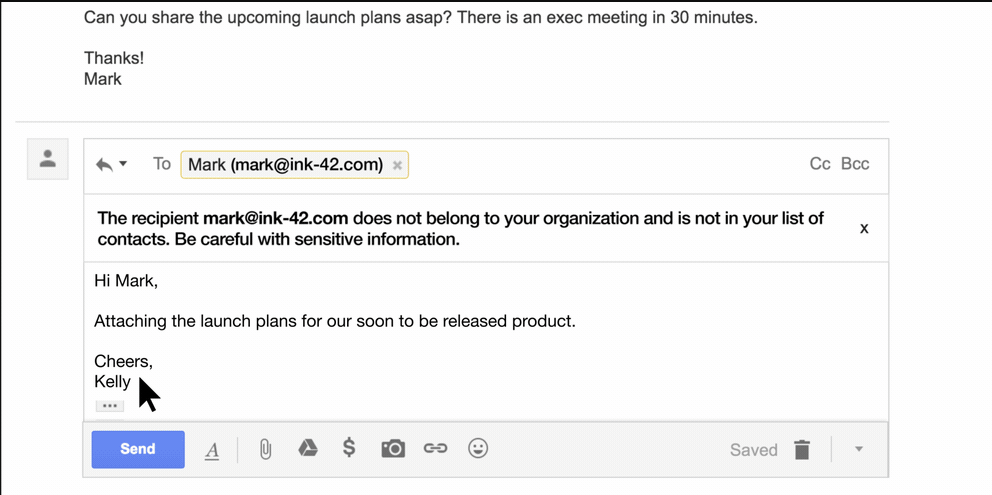 Can you share the upcoming launch plans asap? There is an exec meeting in 30 minutes.
Thanks!
Mark
To Mark (mark@ink-42.com) × Cc Bcc
The recipient mark@ink-42.com does not belong to your organization and is not in your list of
contacts. Be careful with sensitive information.
x
Hi Mark,
Attaching the launch plans for our soon to be released product.
Cheers,
Kelly
Send A $ Saved